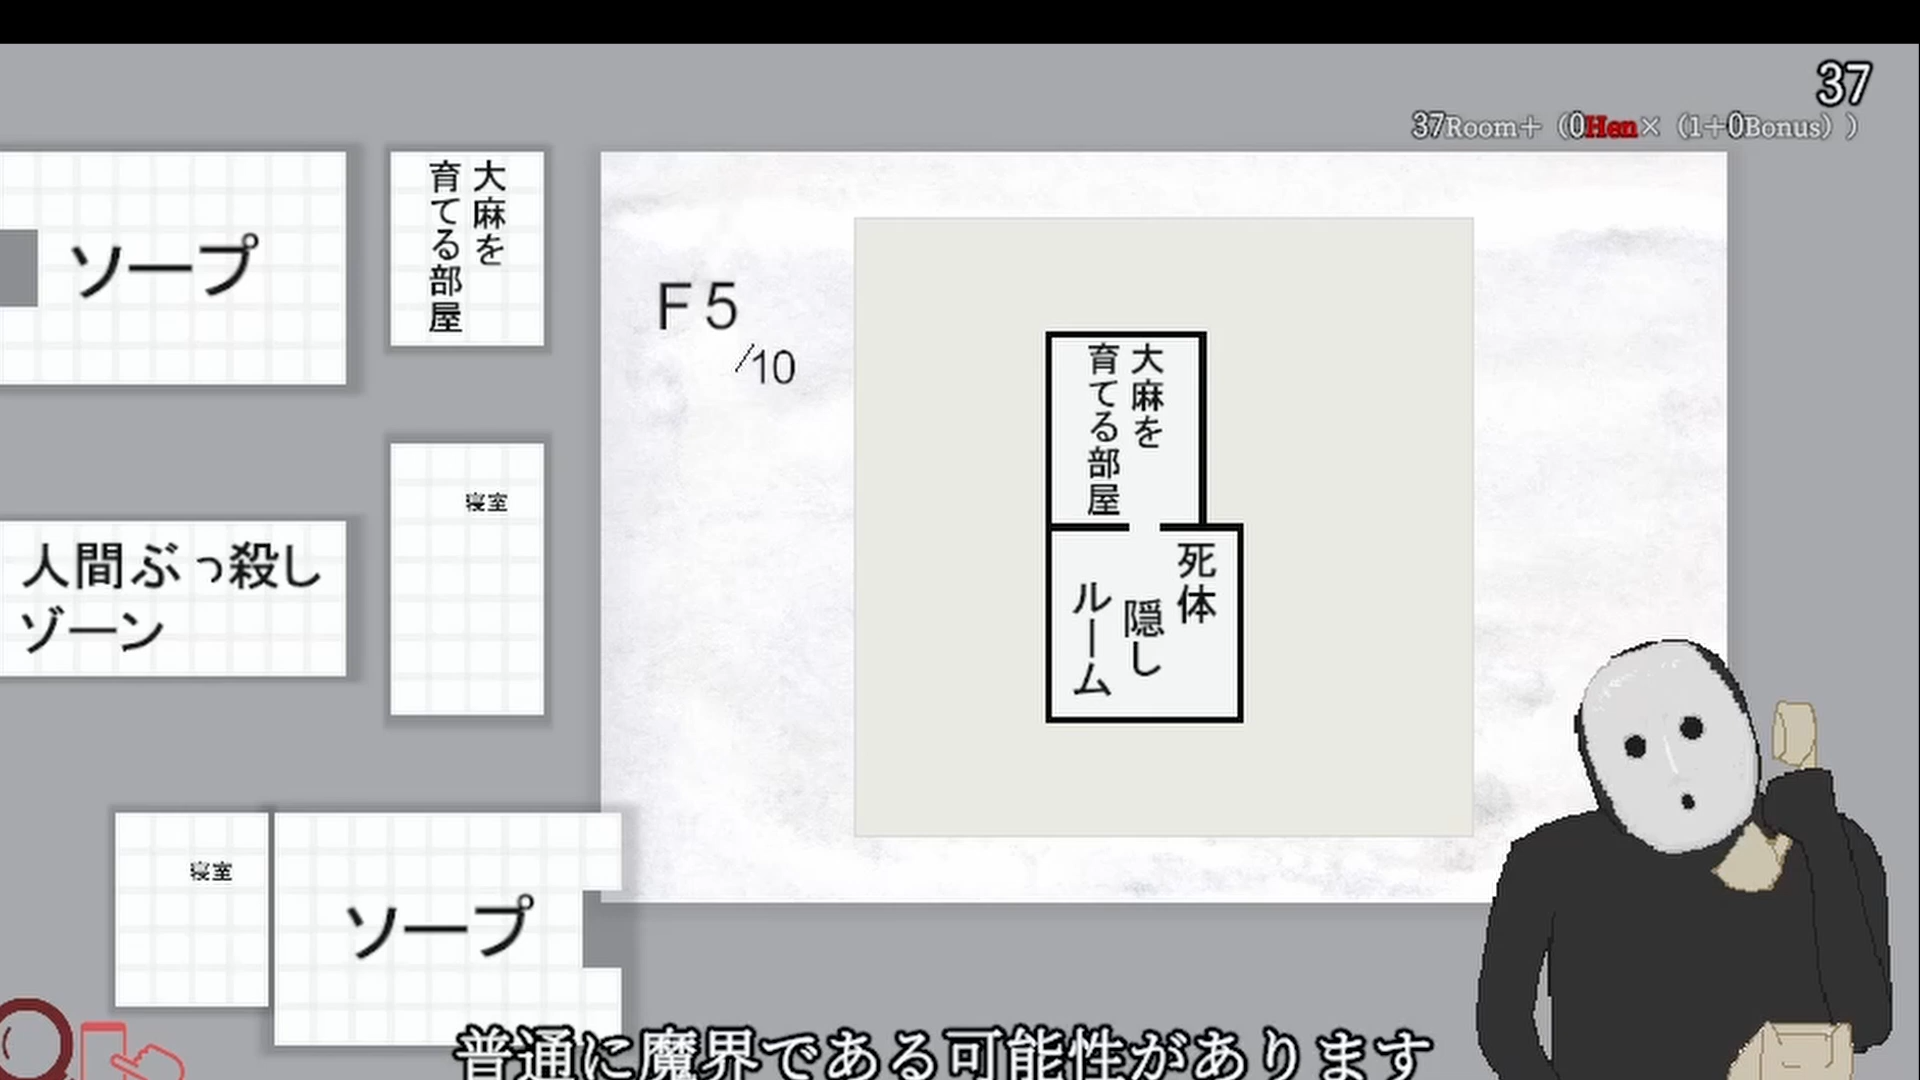 37
37Room＋（0Hen×（1＋0Bonus））
ソープ
大麻を
育てる部屋
F5
/10
大麻を
育てる部屋
死体
隠し
ルーム
寝室
人間ぶっ殺し
ゾーン
寝室
ソープ
普通に魔界である可能性があります